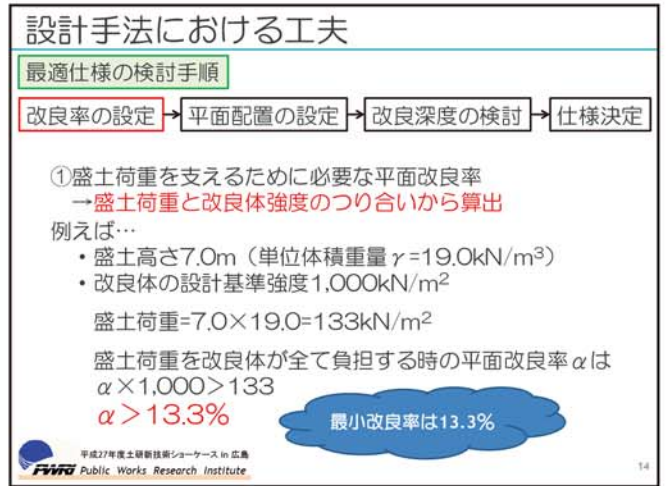 設計手法における工夫
最適仕様の検討手順
改良率の設定→平面配置の設定→改良深度の検討→仕様決定
①盛土荷重を支えるために必要な平面改良率
→盛土荷重と改良体強度のつり合いから算出
例えば…
・盛土高さ7.0m（単位体積重量γ=19.0kN/m³）
・改良体の設計基準強度1,000kN/m²
盛土荷重=7.0×19.0=133kN/m²
盛土荷重を改良体が全て負担する時の平面改良率αは
α×1,000＞133
α＞13.3%
最小改良率は13.3%
平成27年度土研新技術ショーケース in 広島
PWRI Public Works Research Institute
14